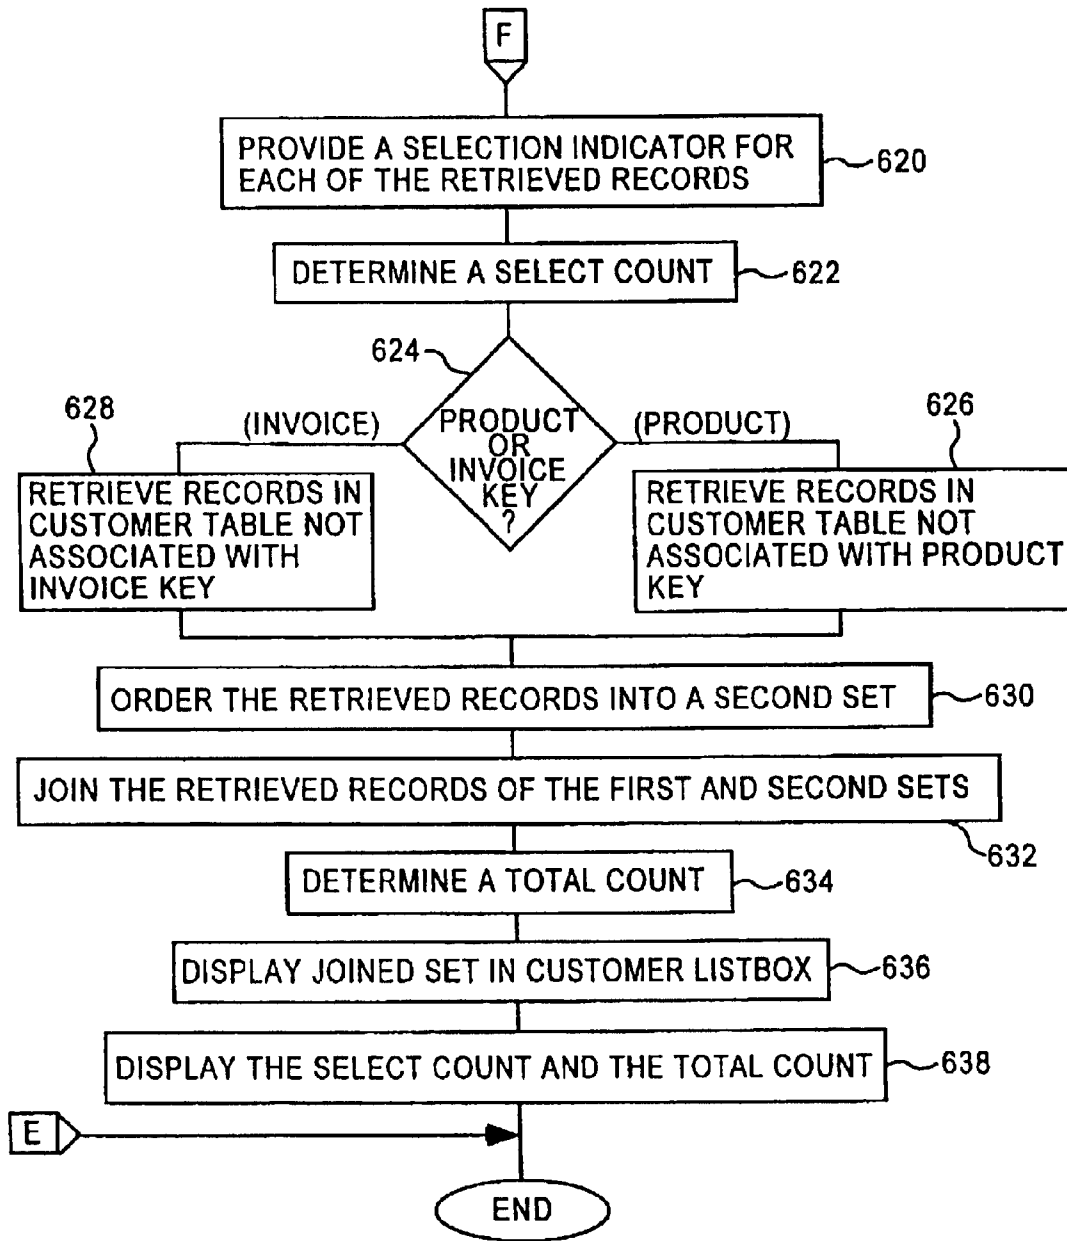 F
PROVIDE A SELECTION INDICATOR FOR
EACH OF THE RETRIEVED RECORDS
620
DETERMINE A SELECT COUNT
622
624
PRODUCT
OR
INVOICE
KEY
?
(INVOICE)
(PRODUCT)
628
RETRIEVE RECORDS IN
CUSTOMER TABLE NOT
ASSOCIATED WITH
INVOICE KEY
626
RETRIEVE RECORDS IN
CUSTOMER TABLE NOT
ASSOCIATED WITH PRODUCT
KEY
ORDER THE RETRIEVED RECORDS INTO A SECOND SET
630
JOIN THE RETRIEVED RECORDS OF THE FIRST AND SECOND SETS
632
DETERMINE A TOTAL COUNT
634
DISPLAY JOINED SET IN CUSTOMER LISTBOX
636
DISPLAY THE SELECT COUNT AND THE TOTAL COUNT
638
E
END